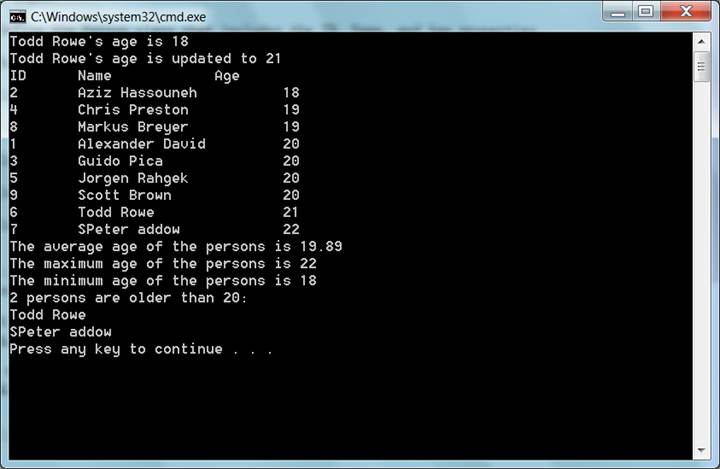 C:\Windows\system32\cmd.exe
Todd Rowe's age is 18
Todd Rowe's age is updated to 21
ID Name Age
2 Aziz Hassouneh 18
4 Chris Preston 19
8 Markus Breyer 19
1 Alexander David 20
3 Guido Pica 20
5 Jorgen Rahgek 20
9 Scott Brown 20
6 Todd Rowe 21
7 SPeter addow 22
The average age of the persons is 19.89
The maximum age of the persons is 22
The minimum age of the persons is 18
2 persons are older than 20:
Todd Rowe
SPeter addow
Press any key to continue . . .